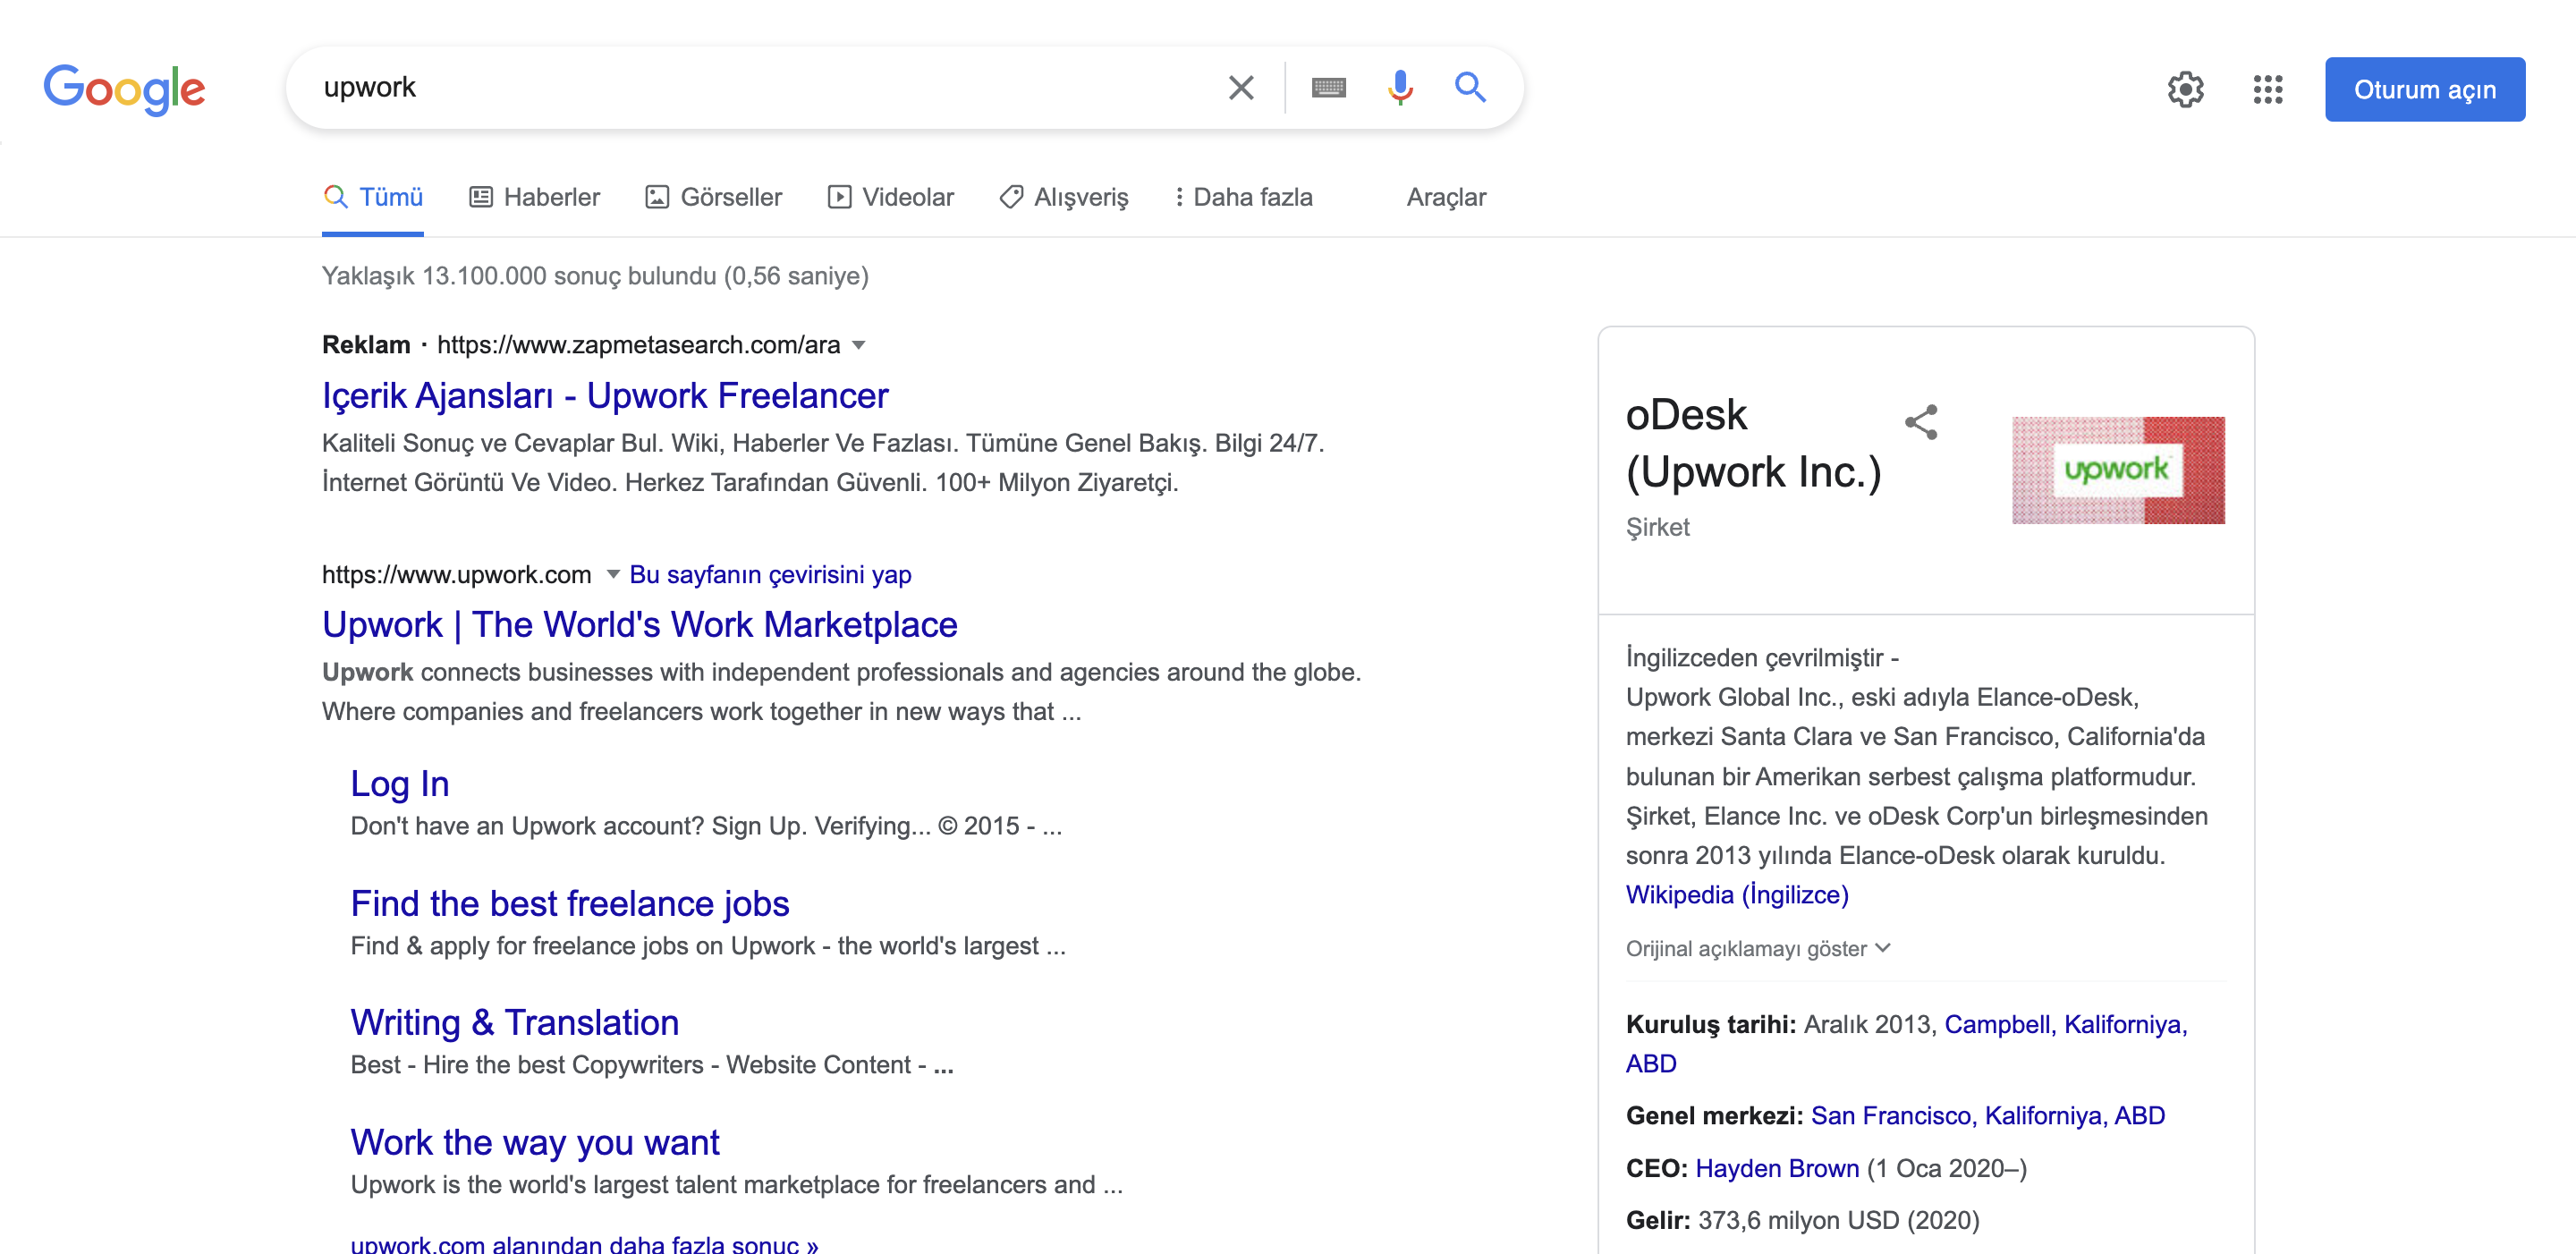 Google
upwork
Oturum açın
Tümü
Haberler
Görseller
Videolar
Alışveriş
Daha fazla
Araçlar
Yaklaşık 13.100.000 sonuç bulundu (0,56 saniye)
Reklam · https://www.zapmetasearch.com/ara
Içerik Ajansları - Upwork Freelancer
Kaliteli Sonuç ve Cevaplar Bul. Wiki, Haberler Ve Fazlası. Tümüne Genel Bakış. Bilgi 24/7.
İnternet Görüntü Ve Video. Herkez Tarafından Güvenli. 100+ Milyon Ziyaretçi.
https://www.upwork.com Bu sayfanın çevirisini yap
Upwork | The World's Work Marketplace
Upwork connects businesses with independent professionals and agencies around the globe.
Where companies and freelancers work together in new ways that ...
Log In
Don't have an Upwork account? Sign Up. Verifying... © 2015 - ...
Find the best freelance jobs
Find & apply for freelance jobs on Upwork - the world's largest ...
Writing & Translation
Best - Hire the best Copywriters - Website Content - ...
Work the way you want
Upwork is the world's largest talent marketplace for freelancers and ...
upwork.com alanından daha fazla sonuç »
oDesk
(Upwork Inc.)
Şirket
upwork
İngilizceden çevrilmiştir -
Upwork Global Inc., eski adıyla Elance-oDesk,
merkezi Santa Clara ve San Francisco, California'da
bulunan bir Amerikan serbest çalışma platformudur.
Şirket, Elance Inc. ve oDesk Corp'un birleşmesinden
sonra 2013 yılında Elance-oDesk olarak kuruldu.
Wikipedia (İngilizce)
Orijinal açıklamayı göster
Kuruluş tarihi: Aralık 2013, Campbell, Kaliforniya,
ABD
Genel merkezi: San Francisco, Kaliforniya, ABD
CEO: Hayden Brown (1 Oca 2020–)
Gelir: 373,6 milyon USD (2020)